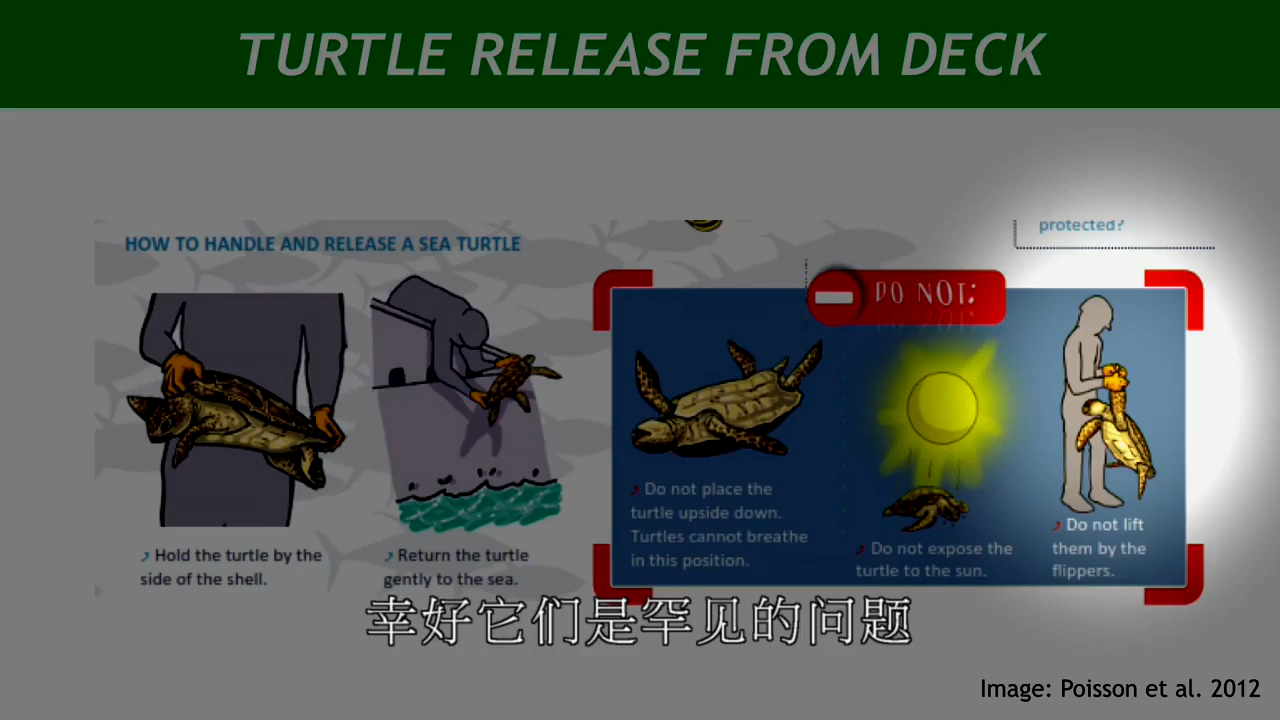 TURTLE RELEASE FROM DECK
protected?
HOW TO HANDLE AND RELEASE A SEA TURTLE
DO NOT:
Hold the turtle by the
side of the shell.
Return the turtle
gently to the sea.
Do not place the
turtle upside down.
Turtles cannot breathe
in this position.
Do not expose the
turtle to the sun.
Do not lift
them by the
flippers.
幸好它们是罕见的问题
Image: Poisson et al. 2012